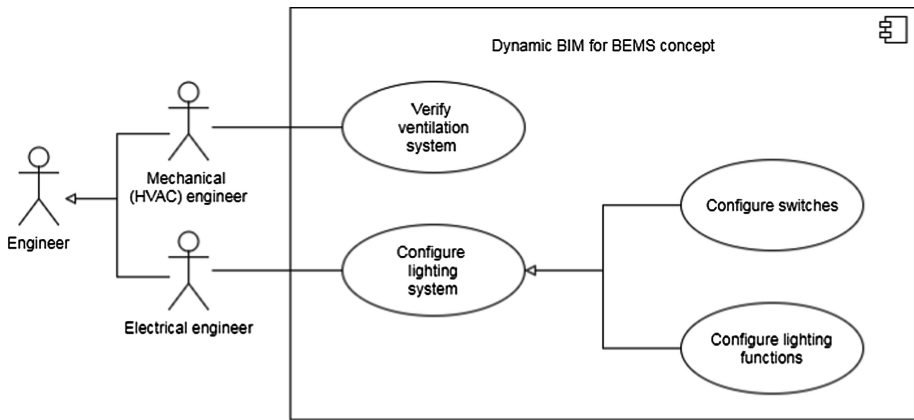 Dynamic BIM for BEMS concept
Verify
ventilation
system
Mechanical
(HVAC) engineer
Engineer
Configure switches
Configure
lighting
system
Electrical engineer
Configure lighting
functions